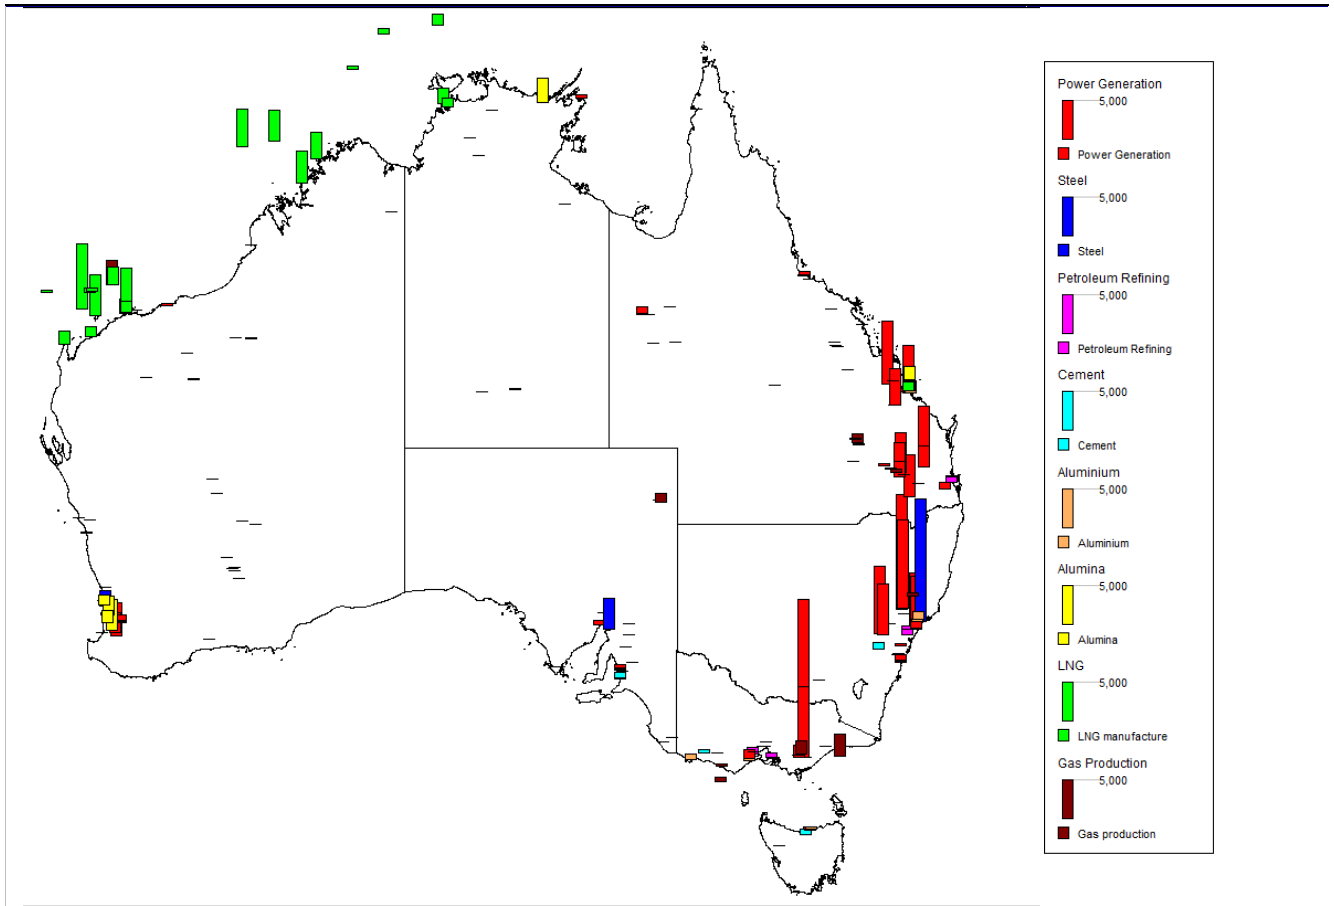 Power Generation
5,000
Power Generation
Steel
5,000
Steel
Petroleum Refining
5,000
Petroleum Refining
Cement
5,000
Cement
Aluminium
5,000
Aluminium
Alumina
5,000
Alumina
LNG
5,000
LNG manufacture
Gas Production
5,000
Gas production